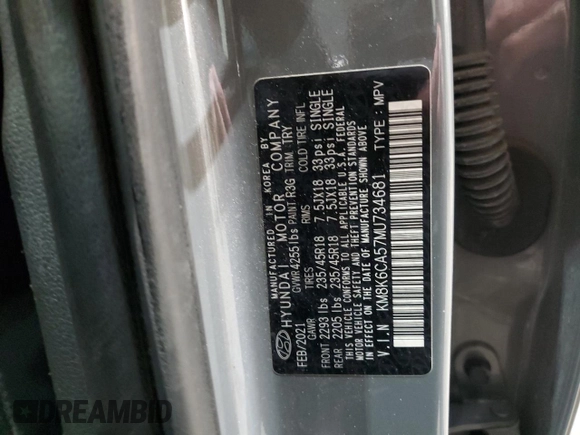 MANUFACTURED IN KOREA BY
HYUNDAI MOTOR COMPANY
FEB/2021 GVWR 4255 lbs PAINT R3G TRIM TRY
GAWR TIRES RIMS COLD TIRE INFL
FRONT 2293 lbs 235/45R18 7.5JX18 33psi SINGLE
REAR 2205 lbs 235/45R18 7.5JX18 33psi SINGLE
THIS VEHICLE CONFORMS TO ALL APPLICABLE U.S.A. FEDERAL
MOTOR VEHICLE SAFETY AND THEFT PREVENTION STANDARDS
IN EFFECT ON THE DATE OF MANUFACTURE SHOWN ABOVE
V.I.N KM8K6CA57MU734681 TYPE : MPV
DREAMBID